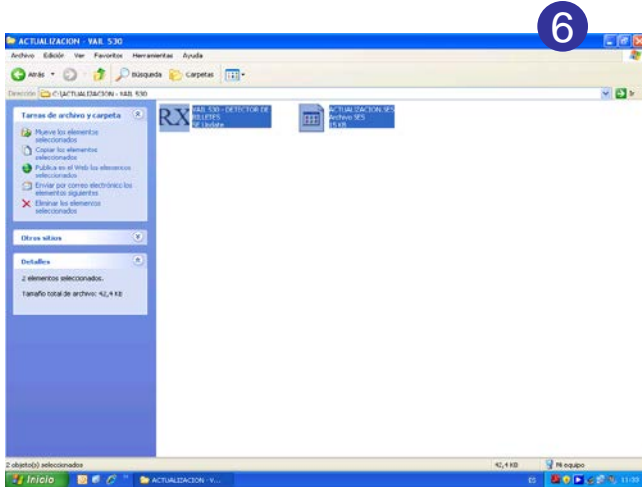 6
ACTUALIZACION - VAIL 530
Archivo Edición Ver Favoritos Herramientas Ayuda
Atrás Búsqueda Carpetas
Dirección C:\ACTUALIZACION - VAIL 530 Ir
Tareas de archivo y carpeta
Mueve los elementos
seleccionados
Copiar los elementos
seleccionados
Publica en el Web los elementos
seleccionados
Enviar por correo electrónico los
elementos siguientes
Eliminar los elementos
seleccionados
Otros sitios
Detalles
2 elementos seleccionados.
Tamaño total de archivo: 42,4 KB
RX
VAIL 530 - DETECTOR DE
BILLETES
SE Update
ACTUALIZACION.SES
Archivo SES
15 KB
2 objeto(s) seleccionados
42,4 KB
Mi equipo
Inicio
ACTUALIZACION - V...
ES
11:03